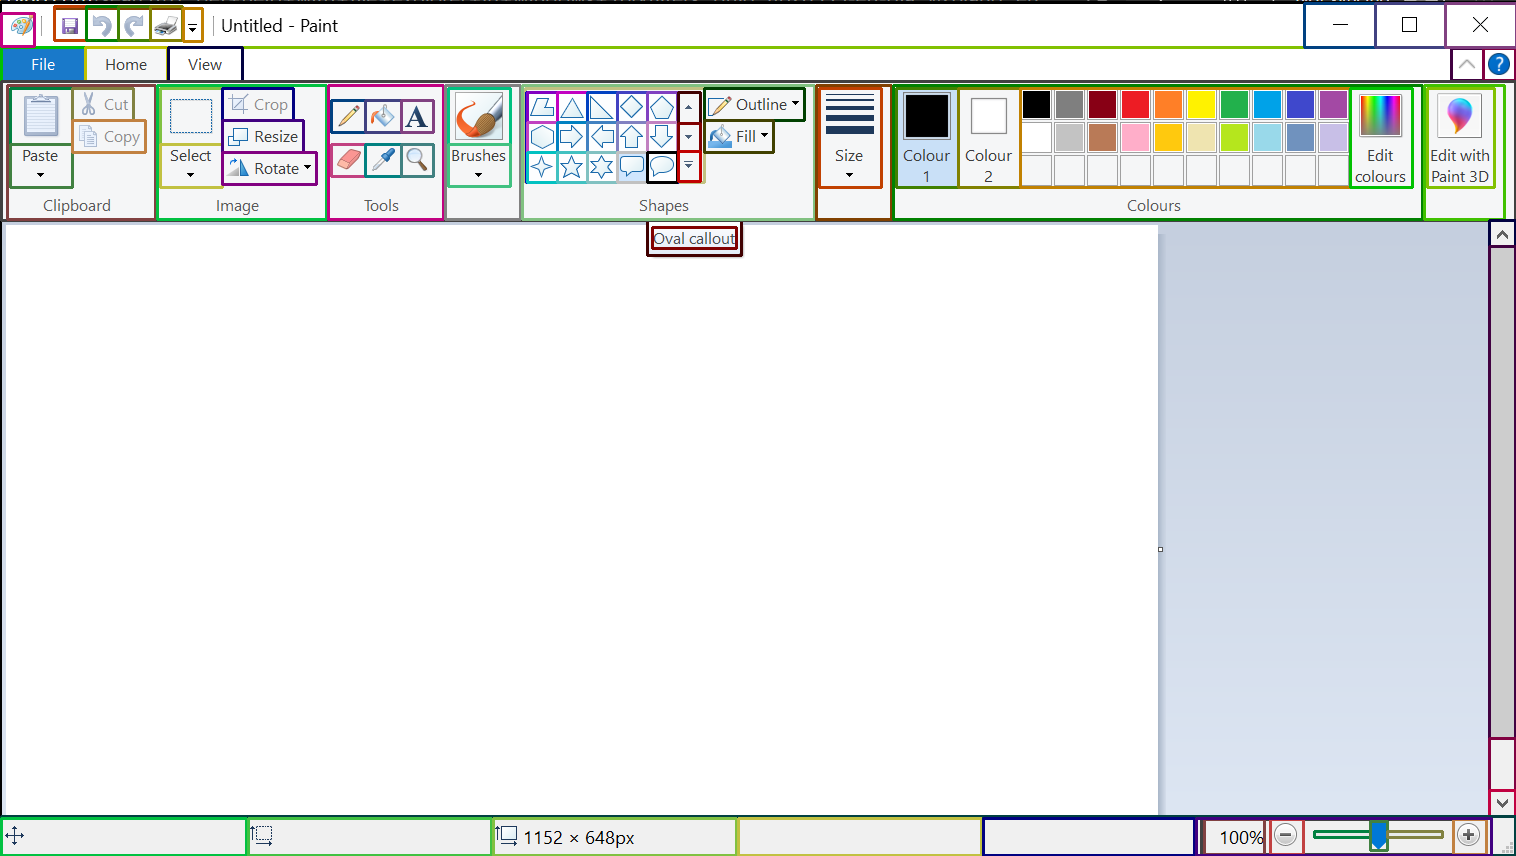 Untitled - Paint
File
Home
View
Paste
Cut
Copy
Clipboard
Select
Crop
Resize
Rotate
Image
A
Tools
Brushes
Outline
Fill
Shapes
Size
Colour
1
Colour
2
Edit
colours
Colours
Edit with
Paint 3D
?
Oval callout
1152 × 648px
100%